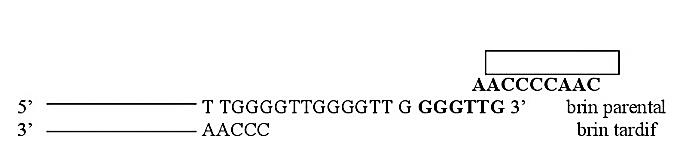 AACCCCAAC
5’ T TGGGGTTGGGGTT G GGGTTG 3’ brin parental
3’ AACCC brin tardif